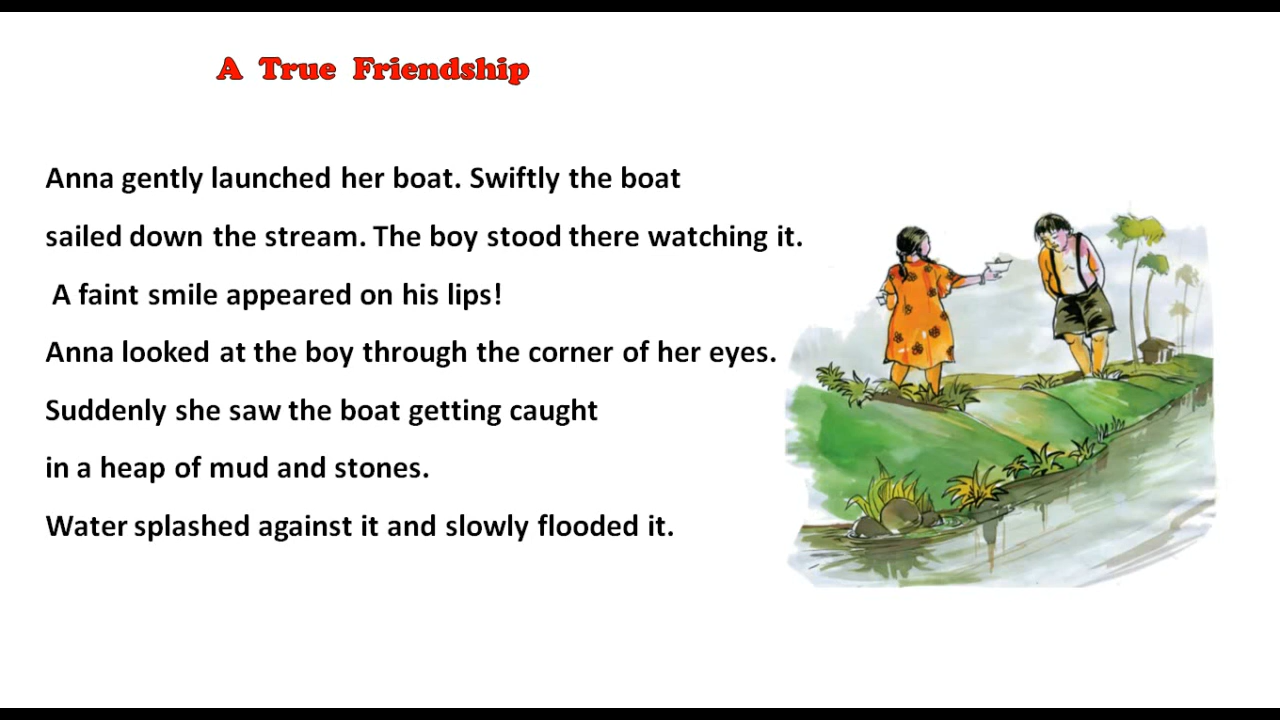 A True Friendship
Anna gently launched her boat. Swiftly the boat
sailed down the stream. The boy stood there watching it.
A faint smile appeared on his lips!
Anna looked at the boy through the corner of her eyes.
Suddenly she saw the boat getting caught
in a heap of mud and stones.
Water splashed against it and slowly flooded it.